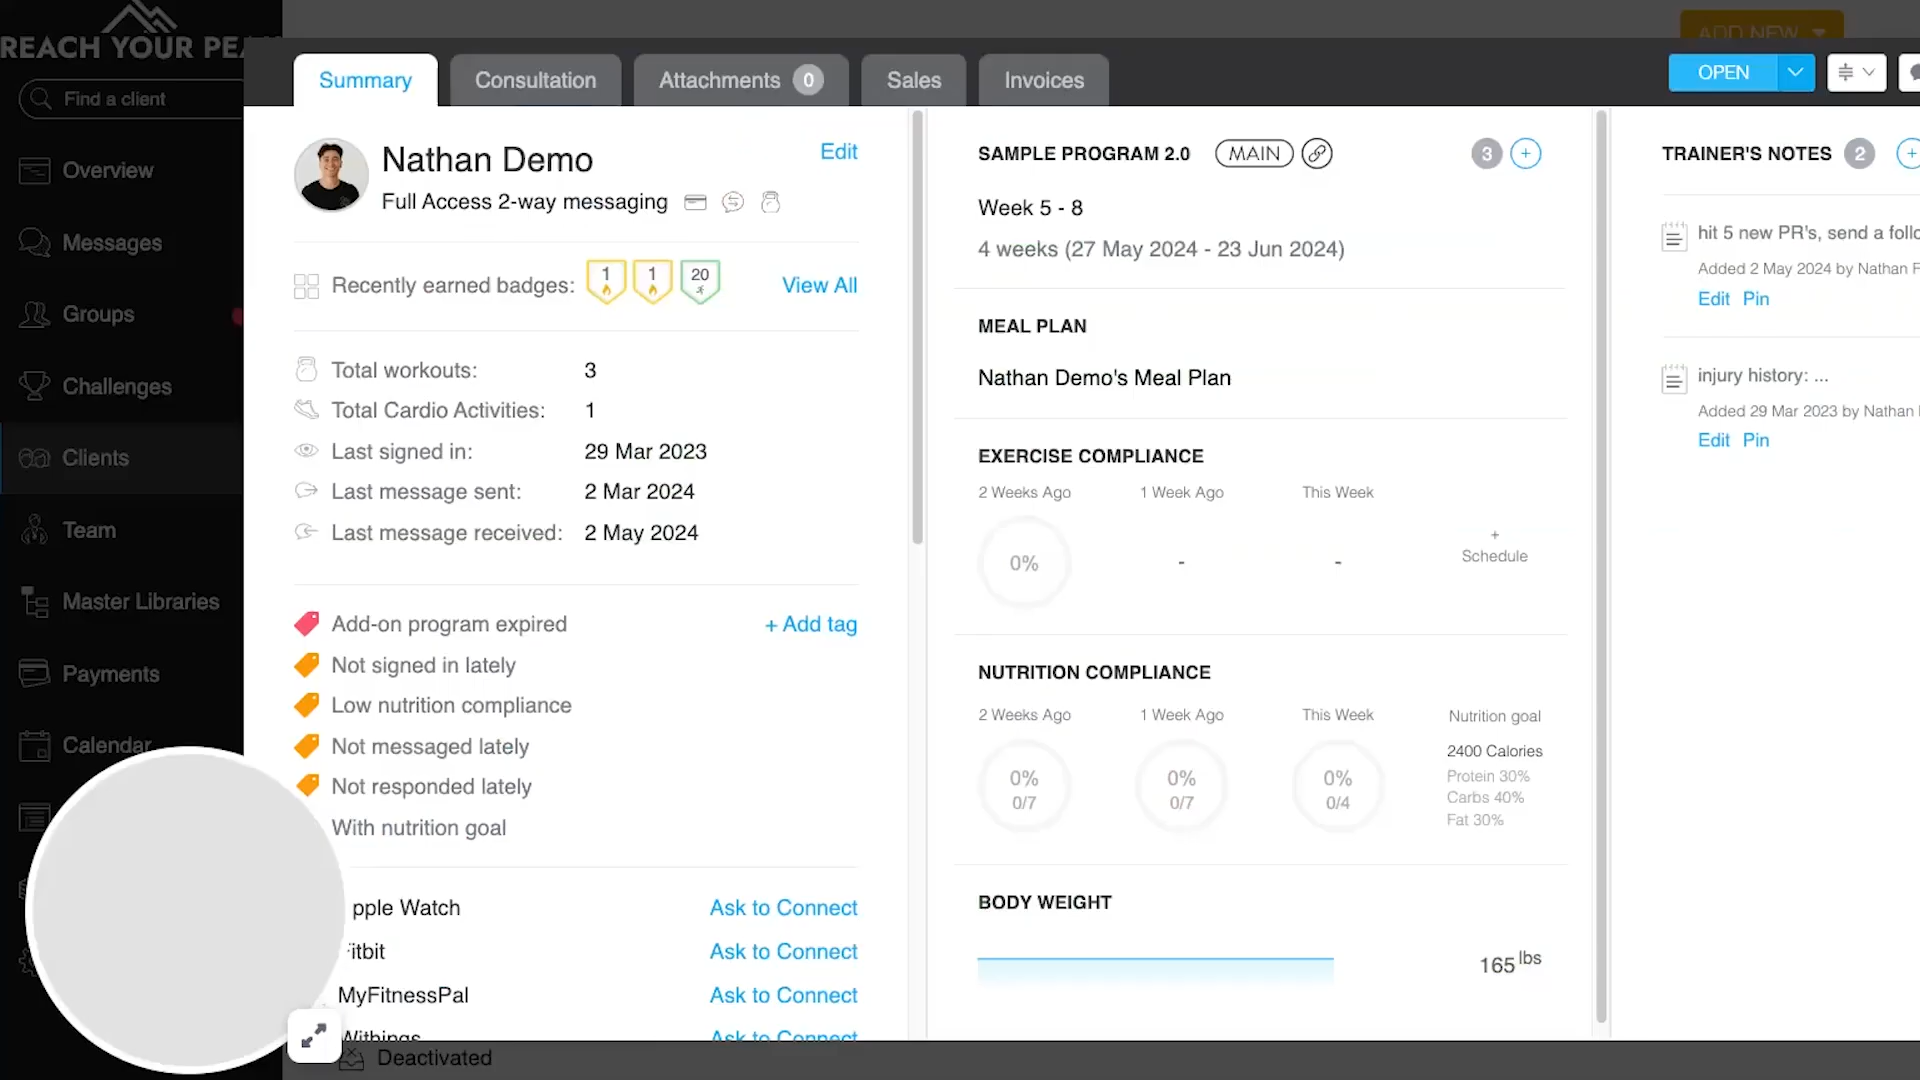 REACH YOUR PEA
ADD NEW
Find a client
Overview
Messages
Groups
Challenges
Clients
Team
Master Libraries
Payments
Calendar
Summary
Consultation
Attachments 0
Sales
Invoices
OPEN
Nathan Demo
Edit
Full Access 2-way messaging
Recently earned badges:
1
1
20
View All
Total workouts: 3
Total Cardio Activities: 1
Last signed in: 29 Mar 2023
Last message sent: 2 Mar 2024
Last message received: 2 May 2024
Add-on program expired
+ Add tag
Not signed in lately
Low nutrition compliance
Not messaged lately
Not responded lately
With nutrition goal
pple Watch Ask to Connect
itbit Ask to Connect
MyFitnessPal Ask to Connect
Withings Ask to Connect
Deactivated
SAMPLE PROGRAM 2.0 MAIN 3 +
Week 5 - 8
4 weeks (27 May 2024 - 23 Jun 2024)
MEAL PLAN
Nathan Demo's Meal Plan
EXERCISE COMPLIANCE
2 Weeks Ago 1 Week Ago This Week
0% - -
+
Schedule
NUTRITION COMPLIANCE
2 Weeks Ago 1 Week Ago This Week Nutrition goal
0% 0% 0%
0/7 0/7 0/4
2400 Calories
Protein 30%
Carbs 40%
Fat 30%
BODY WEIGHT
165 lbs
TRAINER'S NOTES 2 +
hit 5 new PR's, send a follo
Added 2 May 2024 by Nathan F
Edit Pin
injury history: ...
Added 29 Mar 2023 by Nathan
Edit Pin